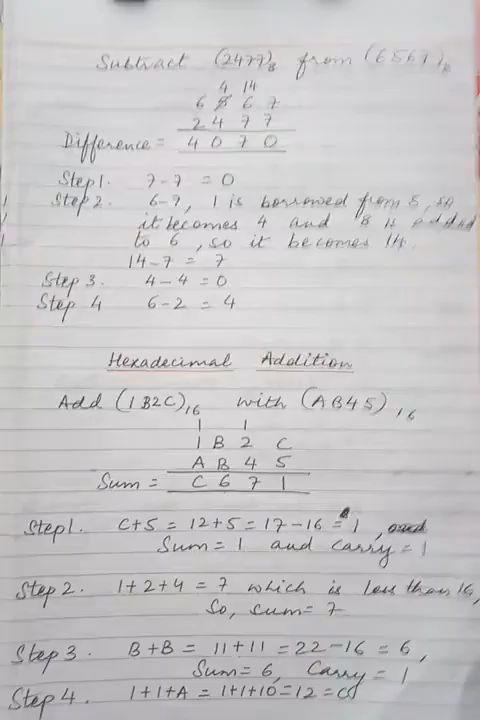 Subtract (2477)8 from (6567)8
4 14
6 5 6 7
2 4 7 7
Difference = 4 0 7 0
Step 1. 7-7 = 0
Step 2. 6-7, 1 is borrowed from 5, so
it becomes 4 and 8 is added
to 6, so it becomes 14.
14-7 = 7
Step 3. 4-4 = 0
Step 4 6-2 = 4
Hexadecimal Addition
Add (1B2C)16 with (AB45)16
1 1
1 B 2 C
A B 4 5
Sum = C 6 7 1
Step 1. C+5 = 12+5 = 17-16 = 1, and
Sum = 1 and carry = 1
Step 2. 1+2+4 = 7 which is less than 16,
So, sum = 7
Step 3. B+B = 11+11 = 22-16 = 6,
Sum = 6, Carry = 1
Step 4. 1+1+A = 1+1+10 = 12 = C